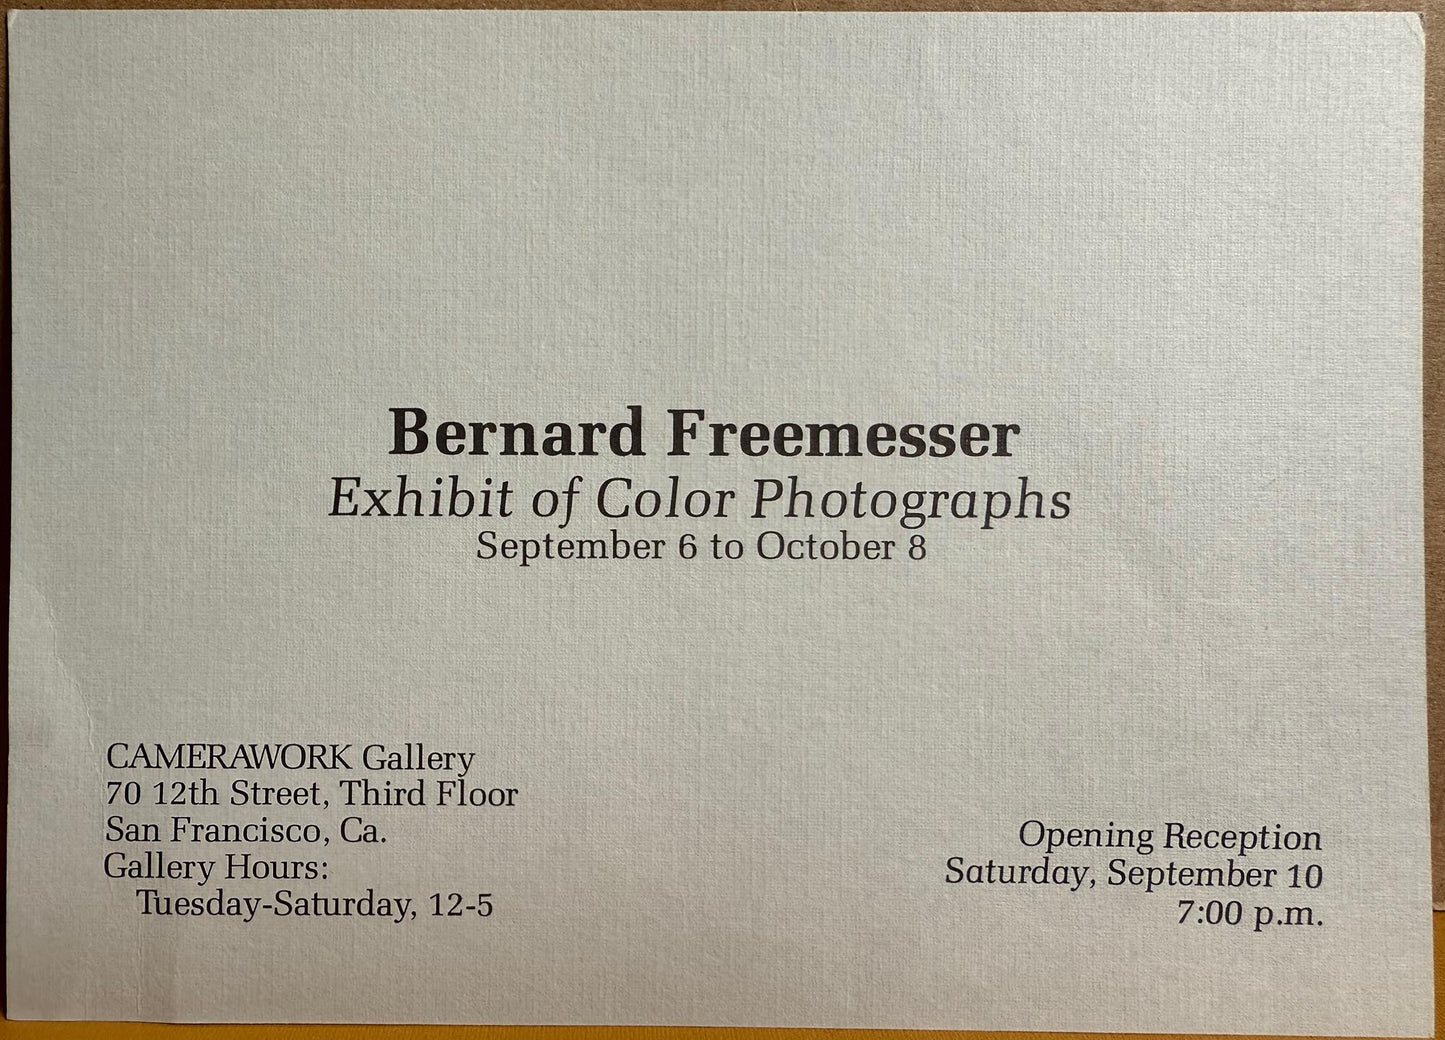 Bernard Freemesser
Exhibit of Color Photographs
September 6 to October 8
CAMERAWORK Gallery
70 12th Street, Third Floor
San Francisco, Ca.
Gallery Hours:
Tuesday-Saturday, 12-5
Opening Reception
Saturday, September 10
7:00 p.m.